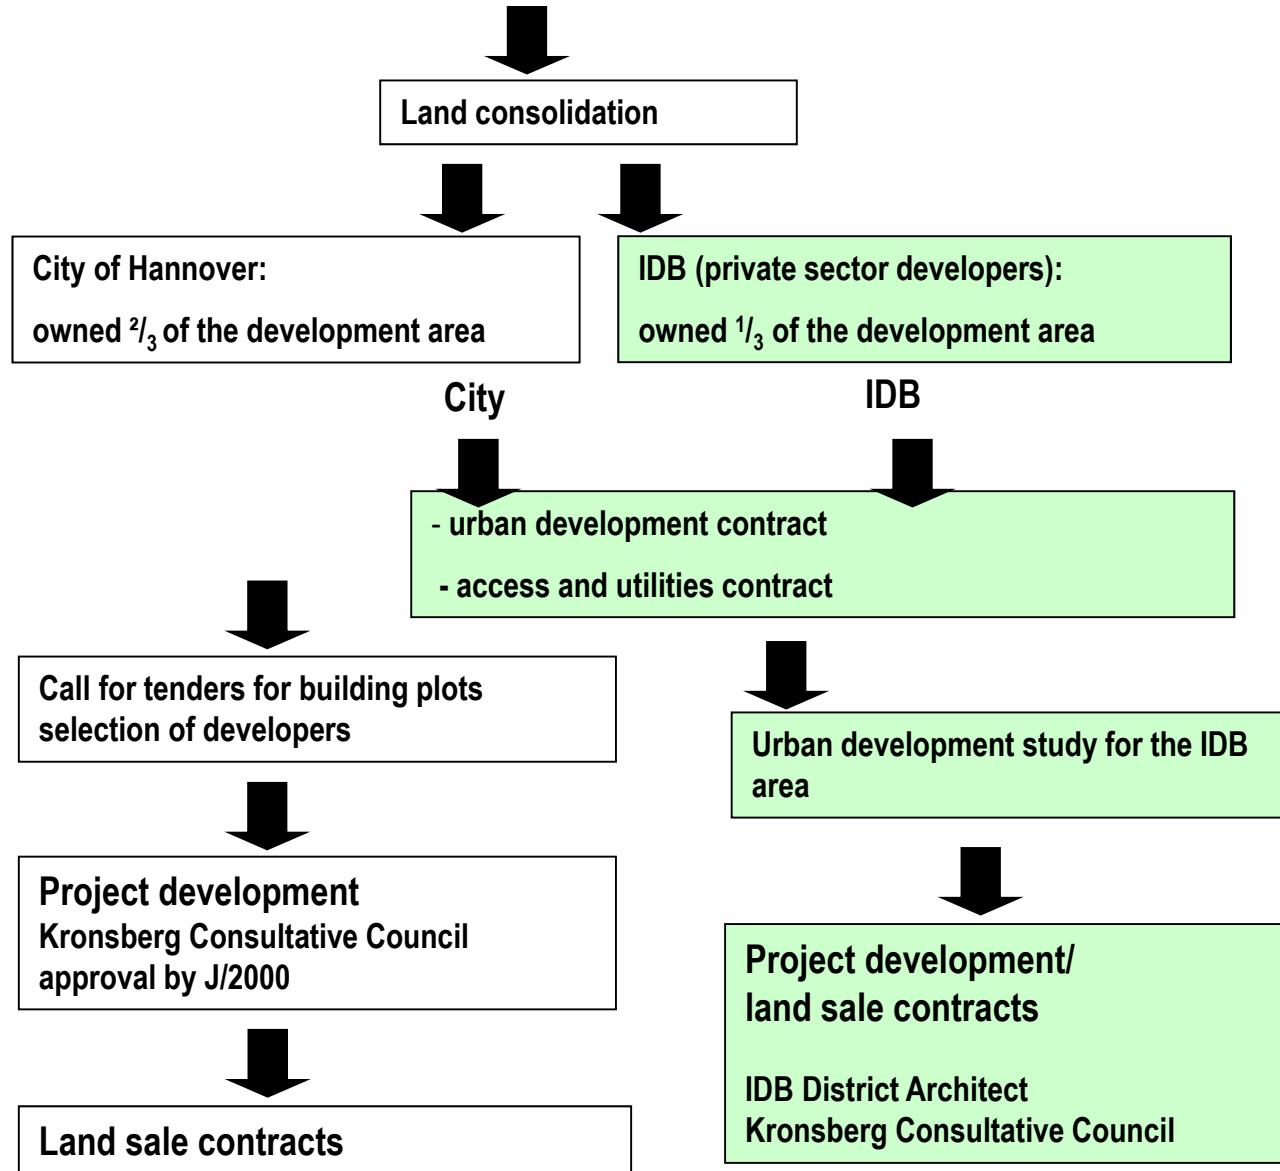 Land consolidation
City of Hannover:
owned ²/₃ of the development area
IDB (private sector developers):
owned ¹/₃ of the development area
City
IDB
- urban development contract
- access and utilities contract
Call for tenders for building plots
selection of developers
Urban development study for the IDB
area
Project development
Kronsberg Consultative Council
approval by J/2000
Project development/
land sale contracts
IDB District Architect
Kronsberg Consultative Council
Land sale contracts